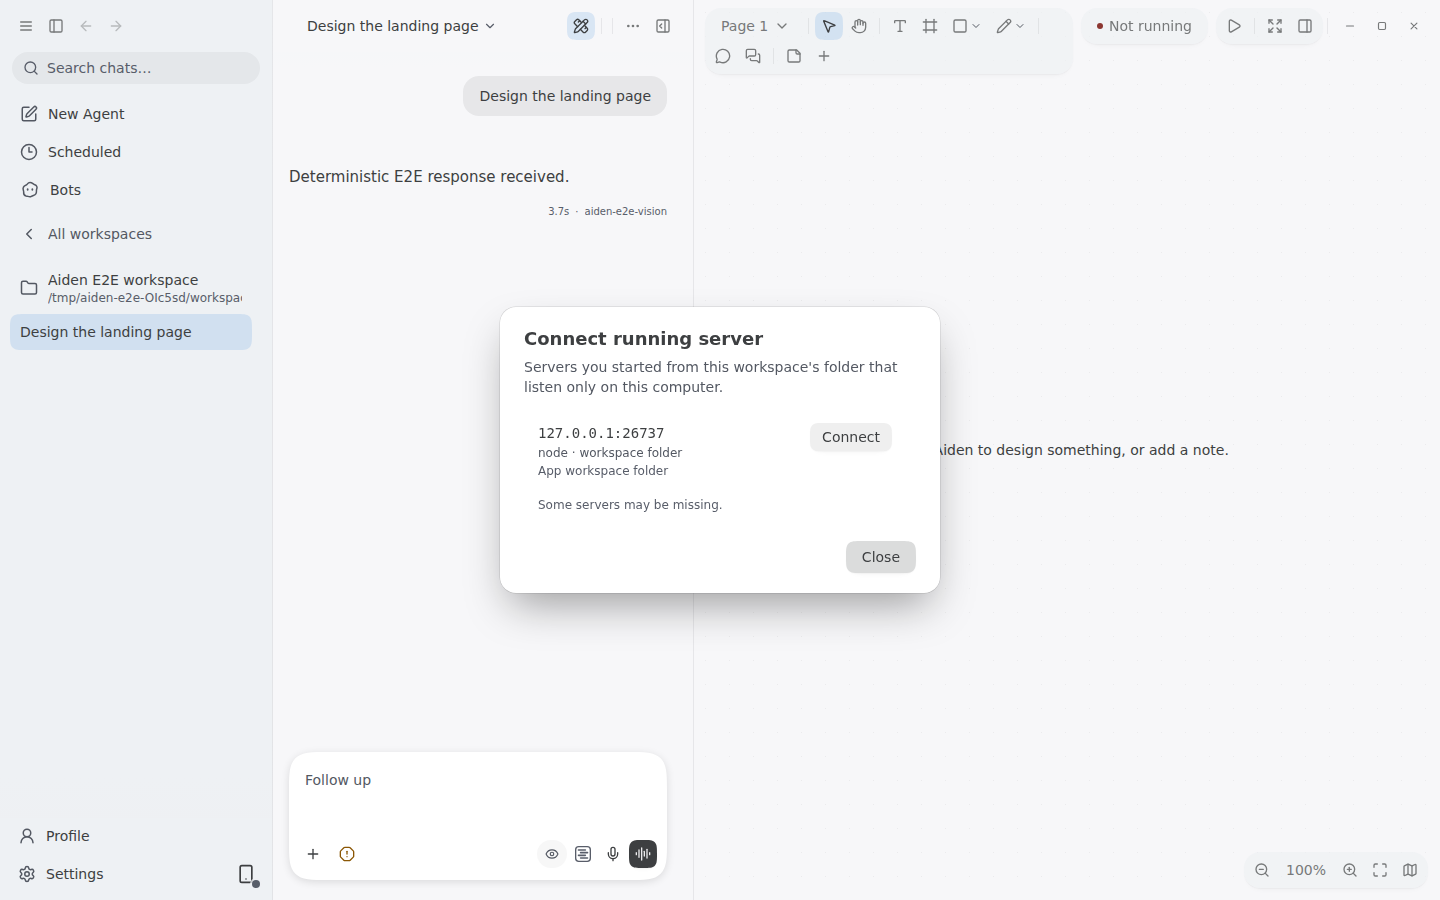 Design the landing page
Page 1
Not running
Search chats…
Design the landing page
New Agent
Scheduled
Deterministic E2E response received.
Bots
3.7s · aiden-e2e-vision
All workspaces
Aiden E2E workspace
/tmp/aiden-e2e-OIc5sd/workspac
Design the landing page
Connect running server
Servers you started from this workspace's folder that
listen only on this computer.
127.0.0.1:26737
Connect
node · workspace folder
App workspace folder
Aiden to design something, or add a note.
Some servers may be missing.
Close
Follow up
Profile
Settings
100%